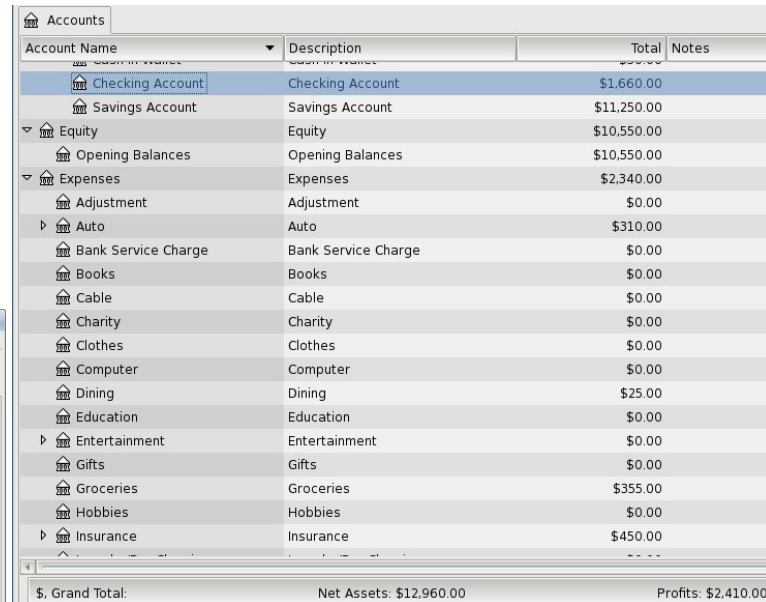 Accounts
Account Name Description Total Notes
Checking Account Checking Account $1,660.00
Savings Account Savings Account $11,250.00
Equity Equity $10,550.00
Opening Balances Opening Balances $10,550.00
Expenses Expenses $2,340.00
Adjustment Adjustment $0.00
Auto Auto $310.00
Bank Service Charge Bank Service Charge $0.00
Books Books $0.00
Cable Cable $0.00
Charity Charity $0.00
Clothes Clothes $0.00
Computer Computer $0.00
Dining Dining $25.00
Education Education $0.00
Entertainment Entertainment $0.00
Gifts Gifts $0.00
Groceries Groceries $355.00
Hobbies Hobbies $0.00
Insurance Insurance $450.00
$, Grand Total: Net Assets: $12,960.00 Profits: $2,410.00